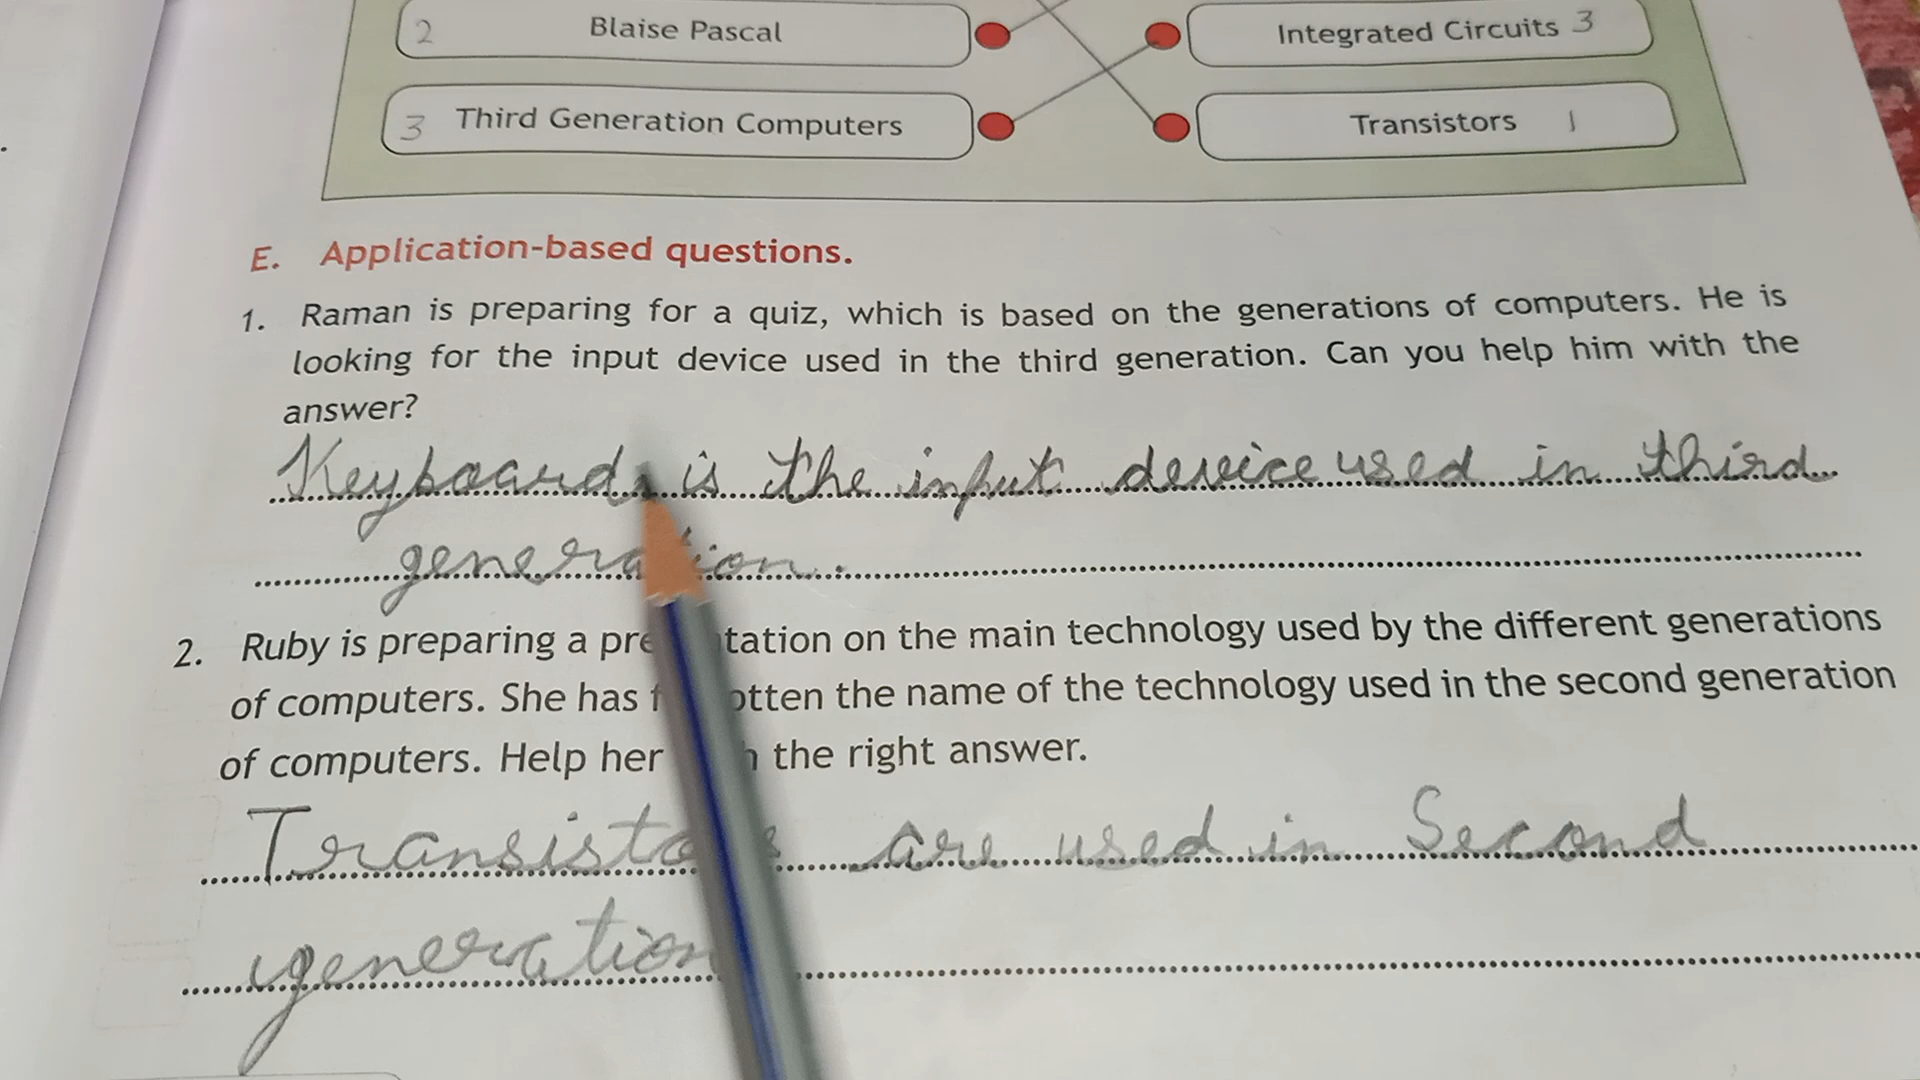 2 Blaise Pascal Integrated Circuits 3
3 Third Generation Computers Transistors 1
E. Application-based questions.
1. Raman is preparing for a quiz, which is based on the generations of computers. He is
looking for the input device used in the third generation. Can you help him with the
answer?
Keyboard is the input device used in third
generation.
2. Ruby is preparing a pre tation on the main technology used by the different generations
of computers. She has f otten the name of the technology used in the second generation
of computers. Help her h the right answer.
Transisto s are used in Second
generation